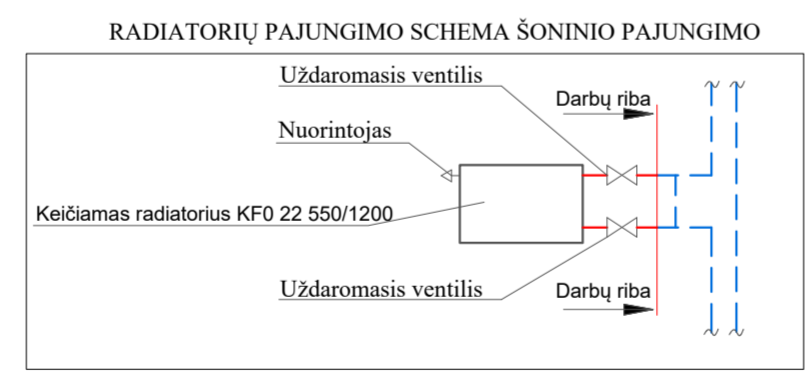 RADIATORIŲ PAJUNGIMO SCHEMA ŠONINIO PAJUNGIMO
Uždaromasis ventilis
Darbų riba
Nuorintojas
Keičiamas radiatorius KF0 22 550/1200
Uždaromasis ventilis
Darbų riba